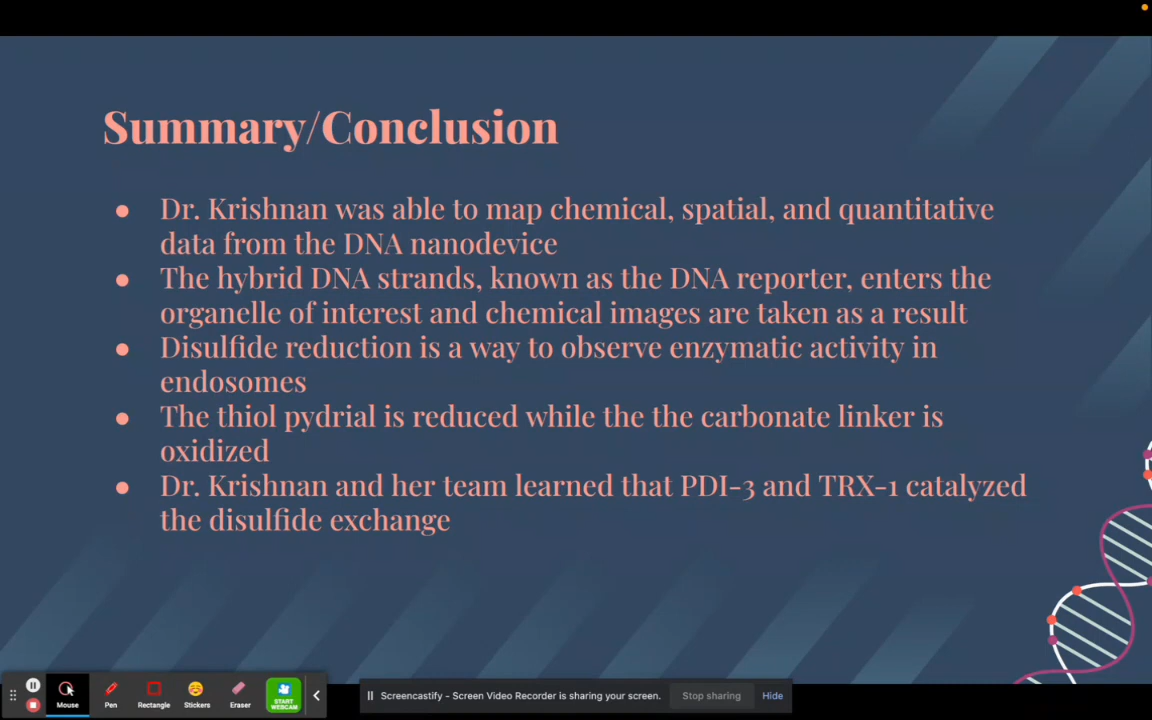 Summary/Conclusion
● Dr. Krishnan was able to map chemical, spatial, and quantitative
data from the DNA nanodevice
● The hybrid DNA strands, known as the DNA reporter, enters the
organelle of interest and chemical images are taken as a result
● Disulfide reduction is a way to observe enzymatic activity in
endosomes
● The thiol pydrial is reduced while the the carbonate linker is
oxidized
● Dr. Krishnan and her team learned that PDI-3 and TRX-1 catalyzed
the disulfide exchange
Mouse Pen Rectangle Stickers Eraser START WEBCAM
Screencastify - Screen Video Recorder is sharing your screen. Stop sharing Hide